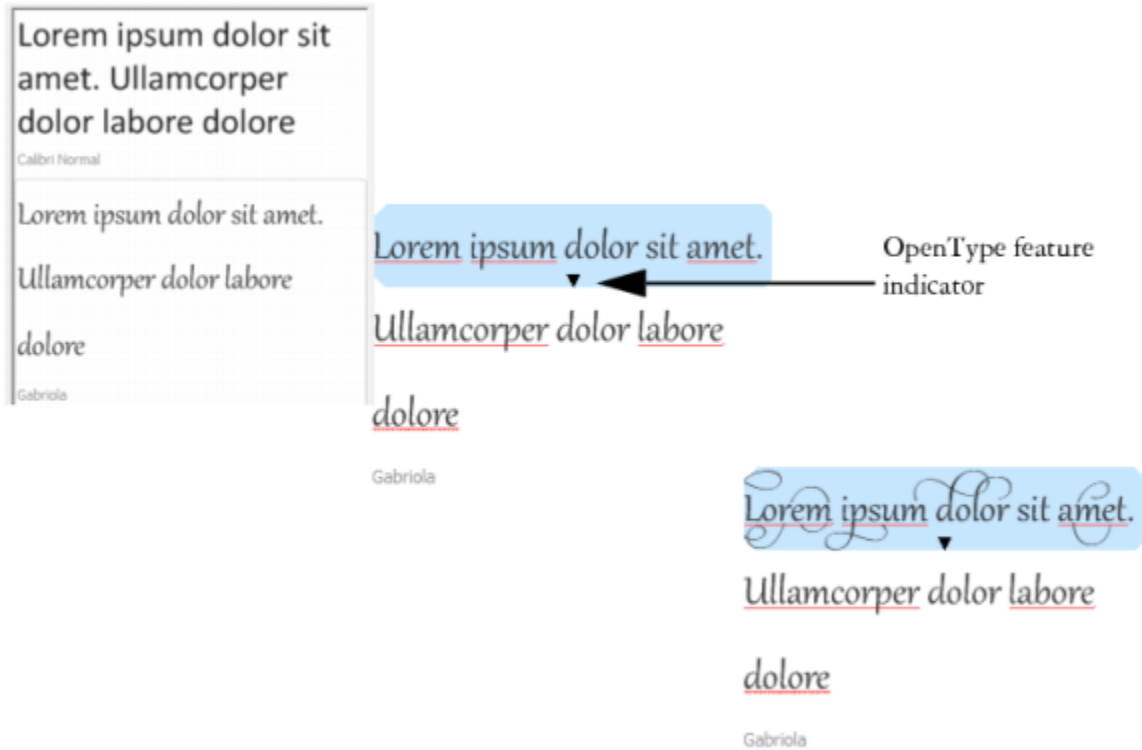 Lorem ipsum dolor sit
amet. Ullamcorper
dolor labore dolore
Calibri Normal
Lorem ipsum dolor sit amet.
Ullamcorper dolor labore
dolore
Gabriola
Lorem ipsum dolor sit amet.
Ullamcorper dolor labore
dolore
Gabriola
OpenType feature
indicator
Lorem ipsum dolor sit amet.
Ullamcorper dolor labore
dolore
Gabriola